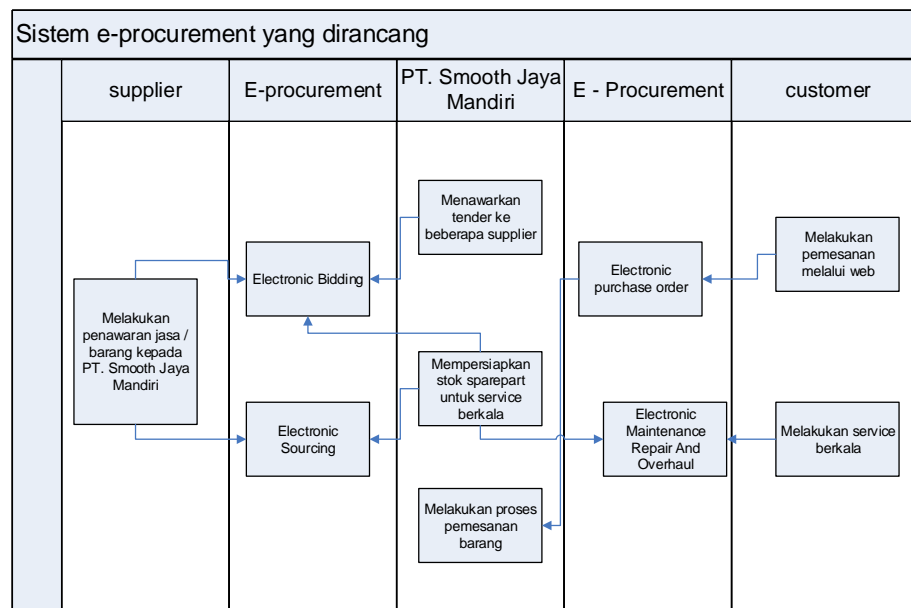 Sistem e-procurement yang dirancang
supplier
E-procurement
PT. Smooth Jaya
Mandiri
E - Procurement
customer
Menawarkan
tender ke
beberapa supplier
Melakukan
pemesanan
melalui web
Electronic Bidding
Electronic
purchase order
Melakukan
penawaran jasa /
barang kepada
PT. Smooth Jaya
Mandiri
Mempersiapkan
stok sparepart
untuk service
berkala
Electronic
Sourcing
Electronic
Maintenance
Repair And
Overhaul
Melakukan service
berkala
Melakukan proses
pemesanan
barang